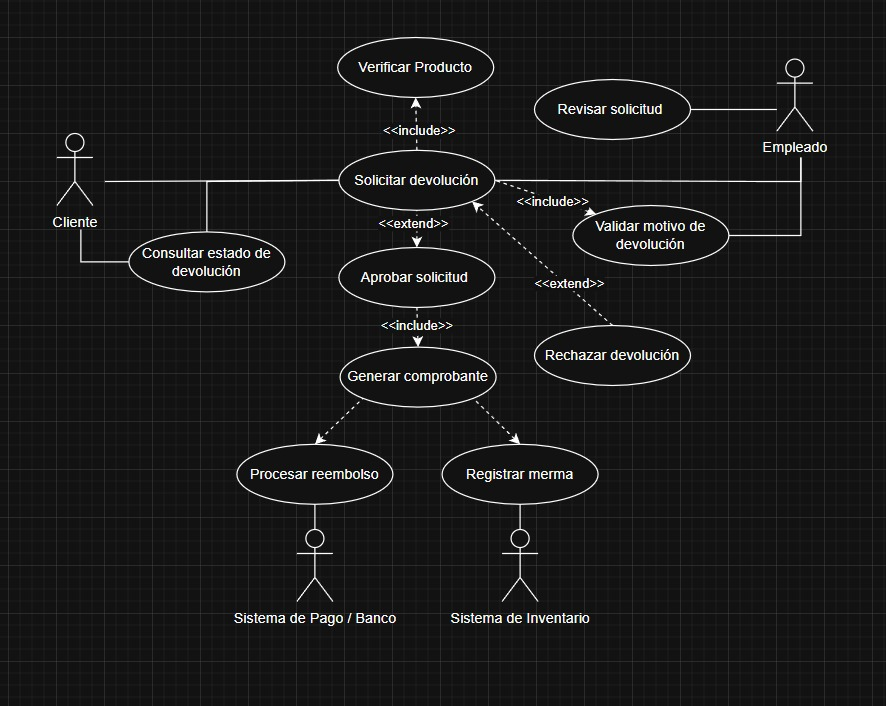 Verificar Producto
Revisar solicitud
<<include>>
Empleado
Solicitar devolución
<<include>>
Cliente
<<extend>>
Validar motivo de
devolución
Consultar estado de
devolución
Aprobar solicitud
<<extend>>
<<include>>
Rechazar devolución
Generar comprobante
Procesar reembolso
Registrar merma
Sistema de Pago / Banco
Sistema de Inventario